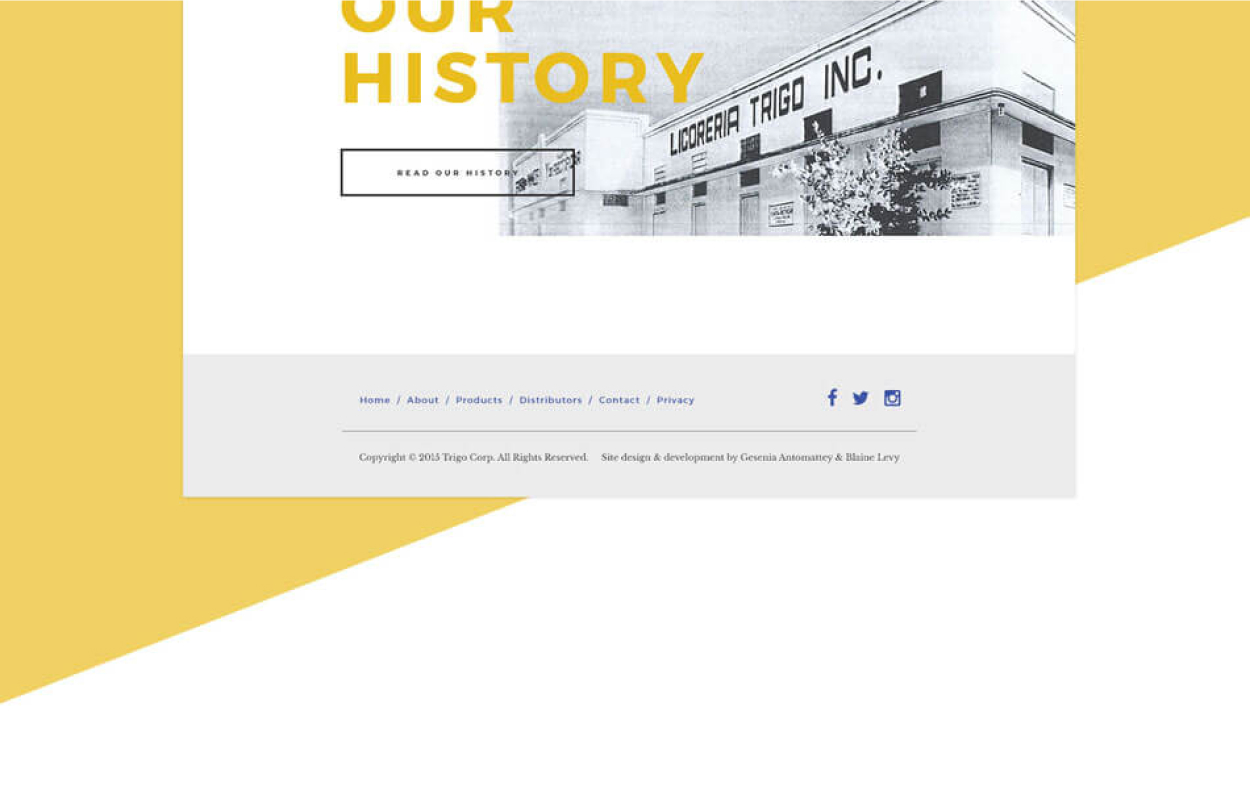 OUR
HISTORY
LICORERIA TRIGO INC.
READ OUR HISTORY
Home / About / Products / Distributors / Contact / Privacy
Copyright © 2015 Trigo Corp. All Rights Reserved. Site design & development by Gesenia Antomattey & Blaine Levy